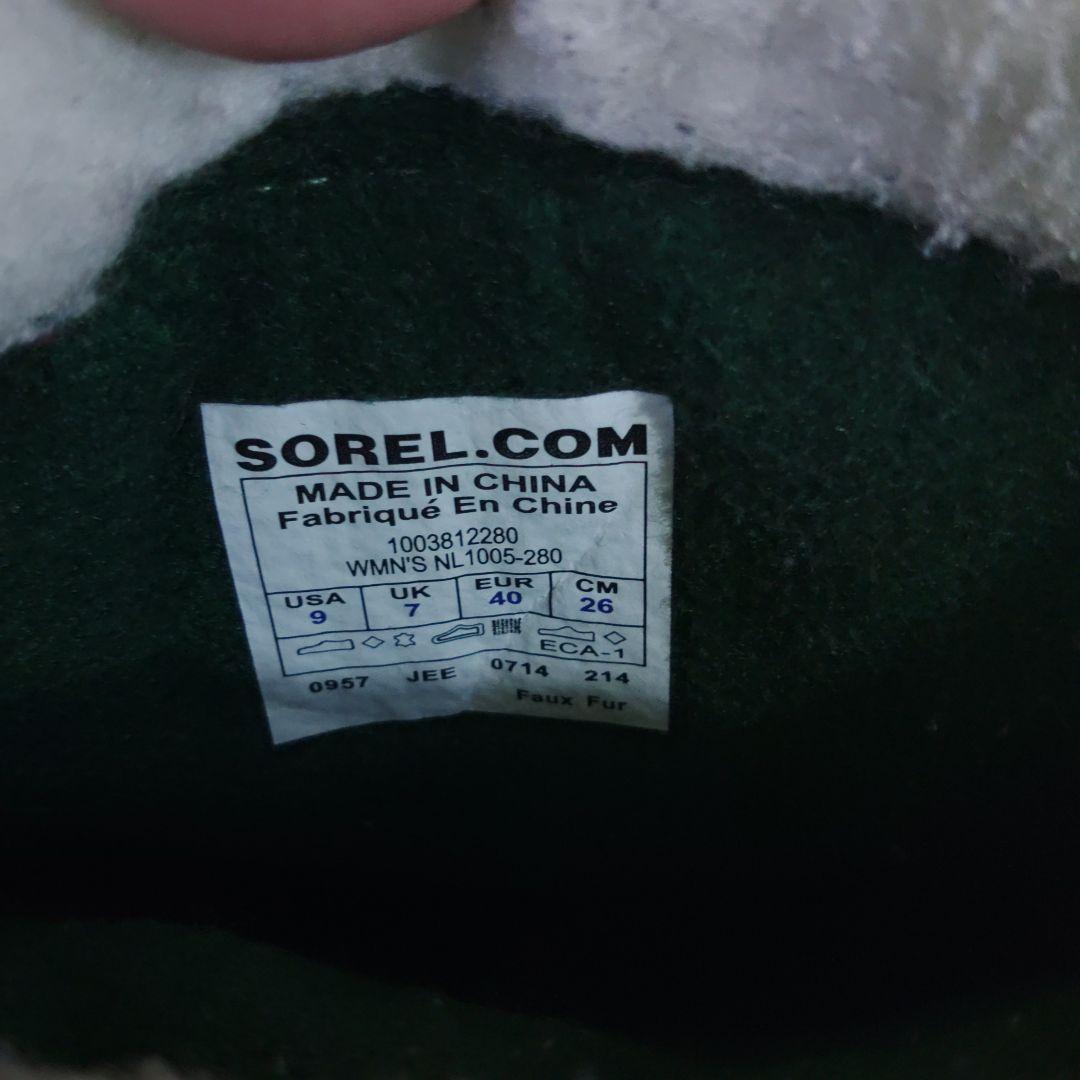 SOREL.COM
MADE IN CHINA
Fabriqué En Chine
1003812280
WMN'S NL1005-280
USA UK EUR CM
9 7 40 26
ECA-1
0957 JEE 0714 214
Faux Fur